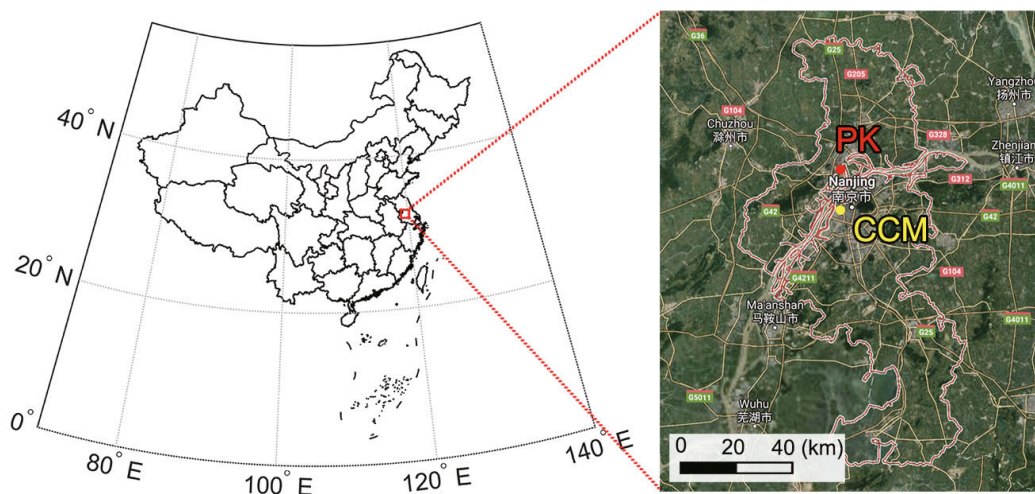 40° N
20° N
0°
80° E
100° E
120° E
140° E
G36
G25
G205
Yangzhou
扬州市
G104
Chuzhou
滁州市
PK
G328
Zhenjiang
镇江市
Nanjing
南京市
G312
G4011
G42
CCM
G42
G4211
G104
Ma'anshan
马鞍山市
G4011
G25
G5011
Wuhu
芜湖市
0 20 40 (km)